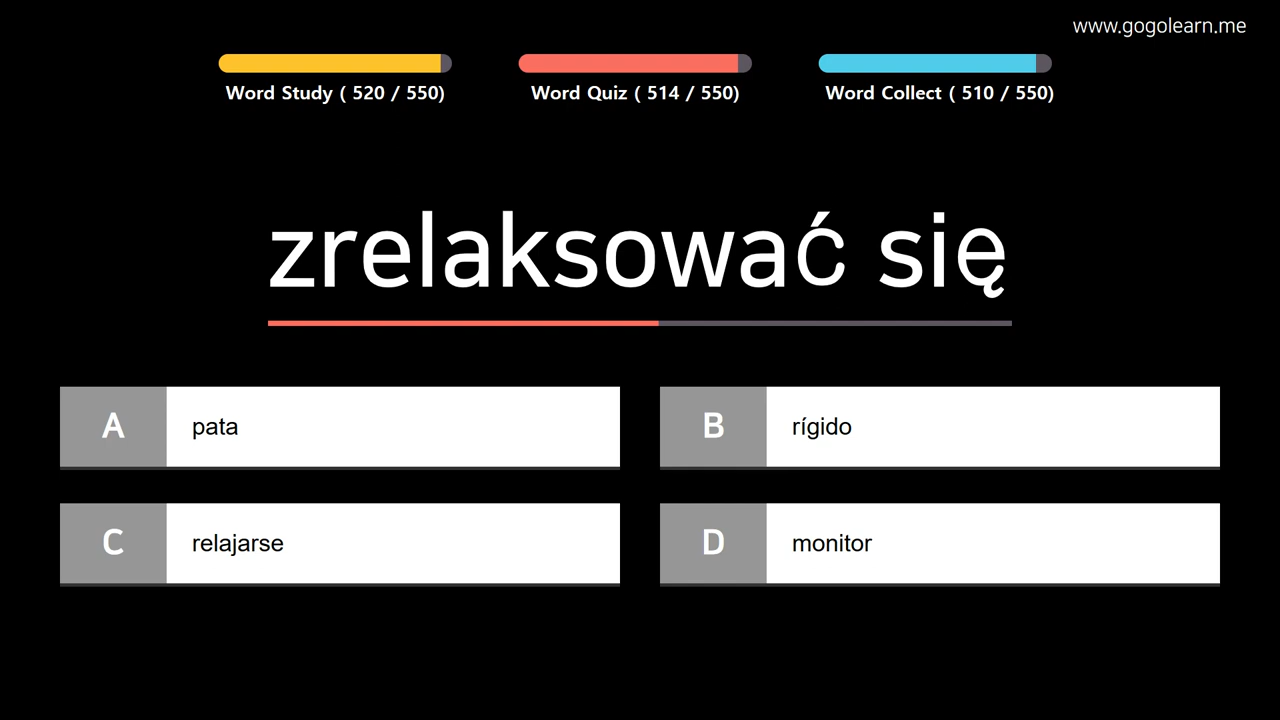 www.gogolearn.me
Word Study ( 520 / 550)
Word Quiz ( 514 / 550)
Word Collect ( 510 / 550)
zrelaksować się
A pata
B rígido
C relajarse
D monitor